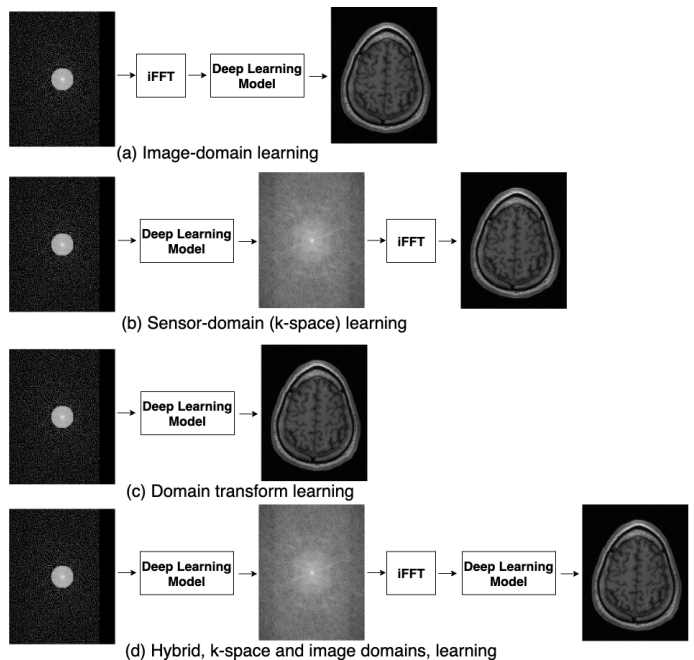 iFFT
Deep Learning
Model
(a) Image-domain learning
Deep Learning
Model
iFFT
(b) Sensor-domain (k-space) learning
Deep Learning
Model
(c) Domain transform learning
Deep Learning
Model
iFFT
Deep Learning
Model
(d) Hybrid, k-space and image domains, learning